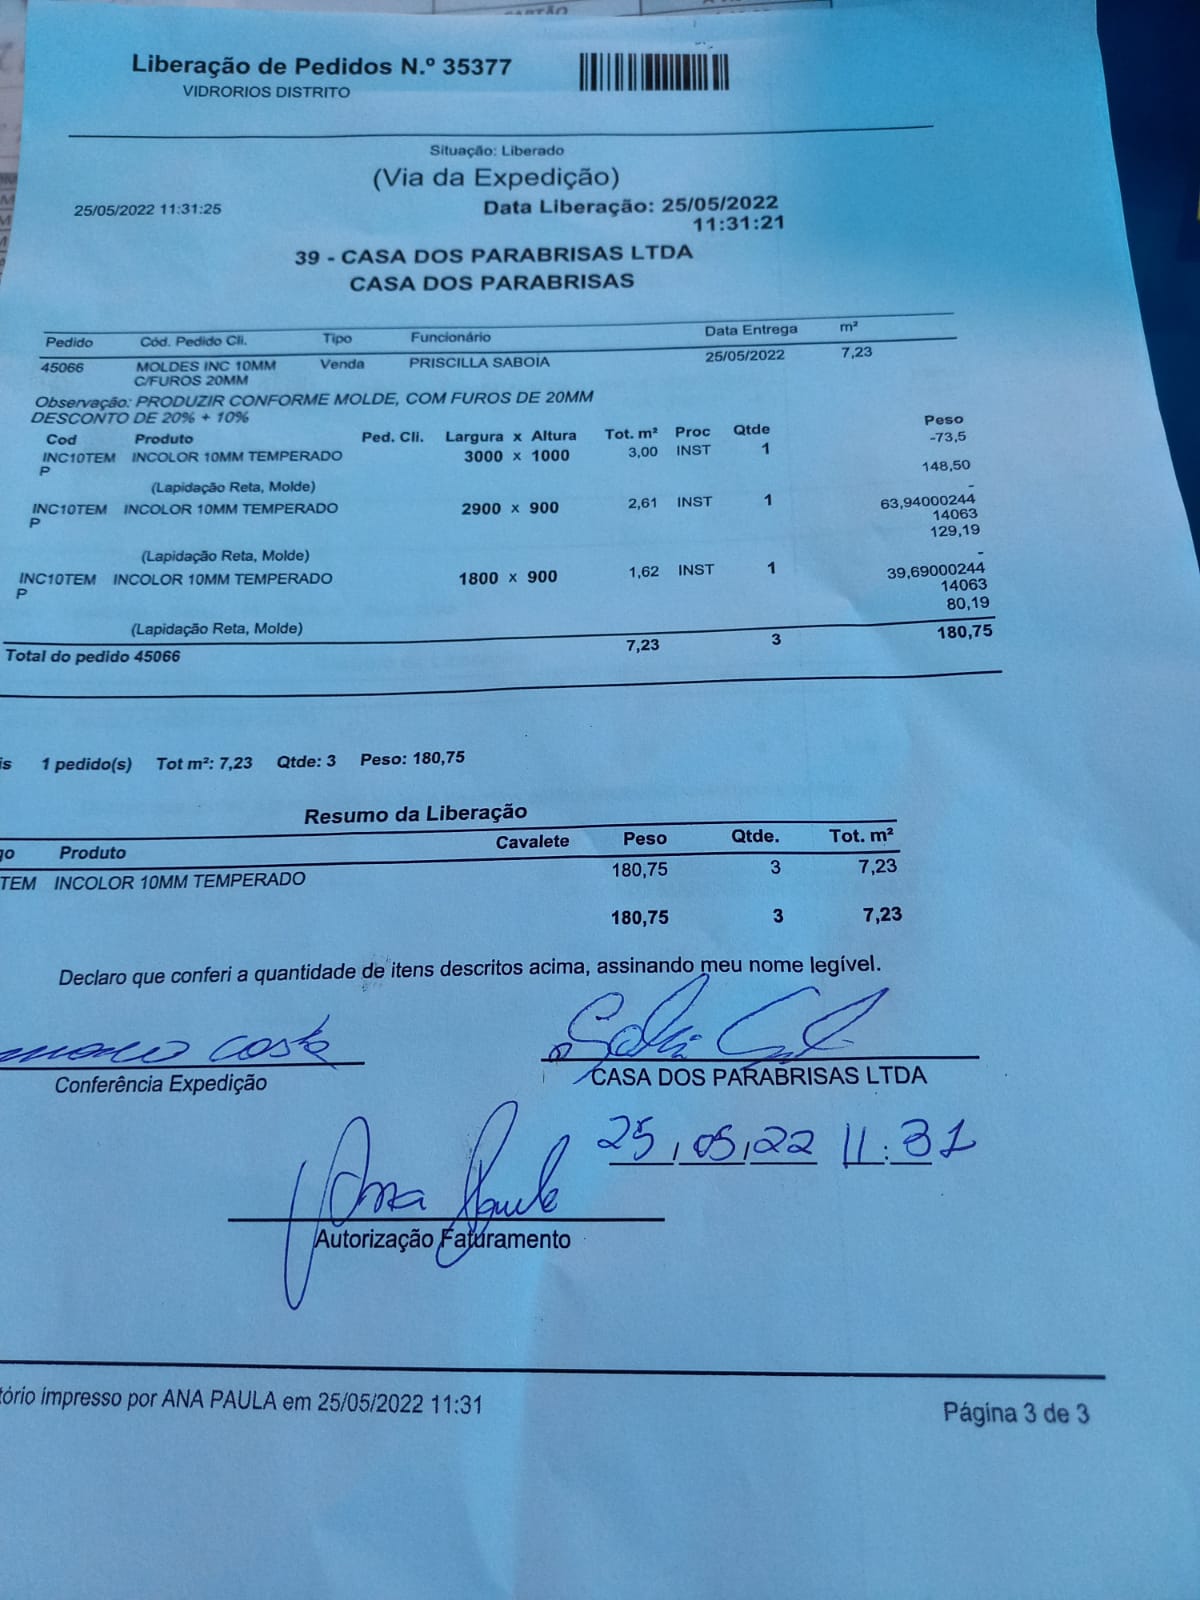 Liberação de Pedidos N.º 35377
VIDRORIOS DISTRITO
Situação: Liberado
(Via da Expedição)
25/05/2022 11:31:25 Data Liberação: 25/05/2022
11:31:21
39 - CASA DOS PARABRISAS LTDA
CASA DOS PARABRISAS
Pedido Cód. Pedido Cli. Tipo Funcionário Data Entrega m²
45066 MOLDES INC 10MM Venda PRISCILLA SABOIA 25/05/2022 7,23
C/FUROS 20MM
Observação: PRODUZIR CONFORME MOLDE, COM FUROS DE 20MM
DESCONTO DE 20% + 10%
Cod Produto Ped. Cli. Largura x Altura Tot. m² Proc Qtde Peso
INC10TEM INCOLOR 10MM TEMPERADO 3000 x 1000 3,00 INST 1 -73,5
P 148,50
(Lapidação Reta, Molde)
INC10TEM INCOLOR 10MM TEMPERADO 2900 x 900 2,61 INST 1 -
63,94000244
P 14063
129,19
(Lapidação Reta, Molde)
INC10TEM INCOLOR 10MM TEMPERADO 1800 x 900 1,62 INST 1 -
39,69000244
P 14063
80,19
(Lapidação Reta, Molde)
Total do pedido 45066 7,23 3 180,75
is 1 pedido(s) Tot m²: 7,23 Qtde: 3 Peso: 180,75
Resumo da Liberação
go Produto Cavalete Peso Qtde. Tot. m²
TEM INCOLOR 10MM TEMPERADO 180,75 3 7,23
180,75 3 7,23
Declaro que conferi a quantidade de itens descritos acima, assinando meu nome legível.
costa
Conferência Expedição CASA DOS PARABRISAS LTDA
25,05,22 11:31
Ana Paula
Autorização Faturamento
tório impresso por ANA PAULA em 25/05/2022 11:31
Página 3 de 3